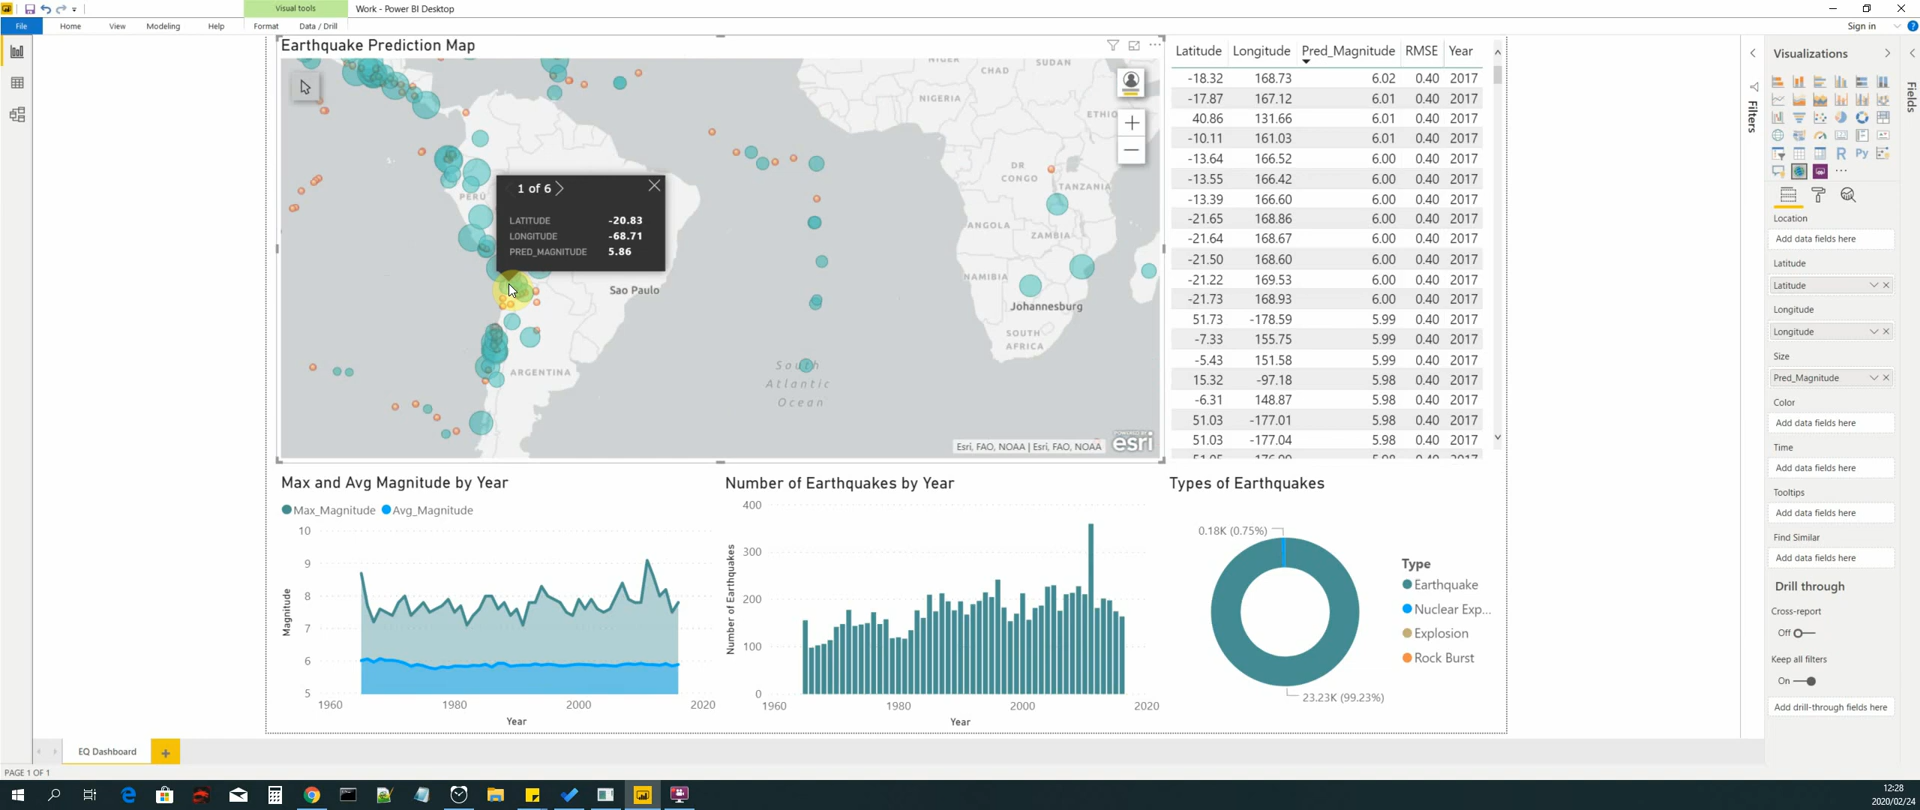 Visual tools
Work - Power BI Desktop
File
Home
View
Modeling
Help
Format
Data / Drill
Sign in
Earthquake Prediction Map
NIGERIA
CHAD
SUDAN
ETHIO
DR
CONGO
TANZANIA
ANGOLA
ZAMBIA
NAMIBIA
Johannesburg
SOUTH
AFRICA
PERU
Sao Paulo
ARGENTINA
South
Atlantic
Ocean
1 of 6
LATITUDE -20.83
LONGITUDE -68.71
PRED_MAGNITUDE 5.86
Esri, FAO, NOAA | Esri, FAO, NOAA
POWERED BY
esri
Latitude Longitude Pred_Magnitude RMSE Year
-18.32 168.73 6.02 0.40 2017
-17.87 167.12 6.01 0.40 2017
40.86 131.66 6.01 0.40 2017
-10.11 161.03 6.01 0.40 2017
-13.64 166.52 6.00 0.40 2017
-13.55 166.42 6.00 0.40 2017
-13.39 166.60 6.00 0.40 2017
-21.65 168.86 6.00 0.40 2017
-21.64 168.67 6.00 0.40 2017
-21.50 168.60 6.00 0.40 2017
-21.22 169.53 6.00 0.40 2017
-21.73 168.93 6.00 0.40 2017
51.73 -178.59 5.99 0.40 2017
-7.33 155.75 5.99 0.40 2017
-5.43 151.58 5.99 0.40 2017
15.32 -97.18 5.98 0.40 2017
-6.31 148.87 5.98 0.40 2017
51.03 -177.01 5.98 0.40 2017
51.03 -177.04 5.98 0.40 2017
Max and Avg Magnitude by Year
Max_Magnitude Avg_Magnitude
10
9
8
7
6
5
Magnitude
1960 1980 2000 2020
Year
Number of Earthquakes by Year
400
300
200
100
0
Number of Earthquakes
1960 1980 2000 2020
Year
Types of Earthquakes
0.18K (0.75%)
23.23K (99.23%)
Type
Earthquake
Nuclear Exp...
Explosion
Rock Burst
Filters
Visualizations
Fields
R
Py
Location
Add data fields here
Latitude
Latitude
Longitude
Longitude
Size
Pred_Magnitude
Color
Add data fields here
Time
Add data fields here
Tooltips
Add data fields here
Find Similar
Add data fields here
Drill through
Cross-report
Off
Keep all filters
On
Add drill-through fields here
EQ Dashboard
PAGE 1 OF 1
12:28
2020/02/24